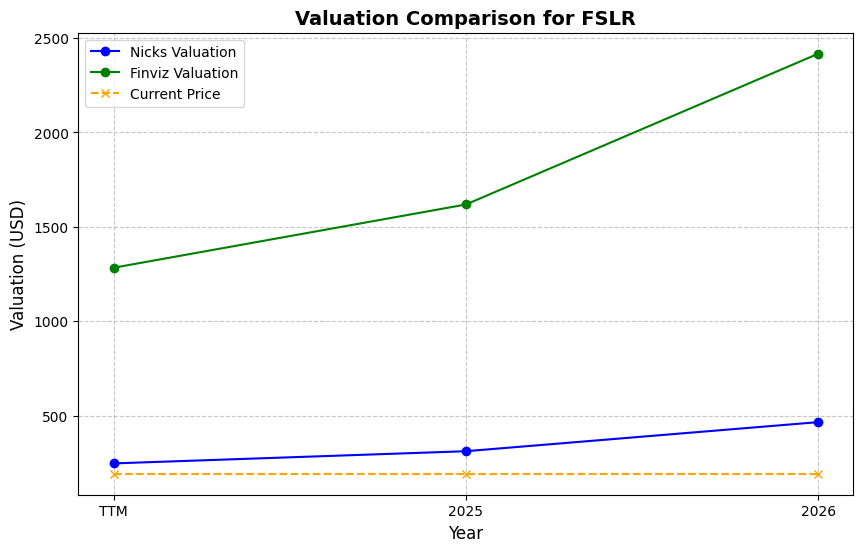 Valuation Comparison for FSLR
Nicks Valuation
Finviz Valuation
Current Price
Valuation (USD)
2500
2000
1500
1000
500
TTM
2025
2026
Year